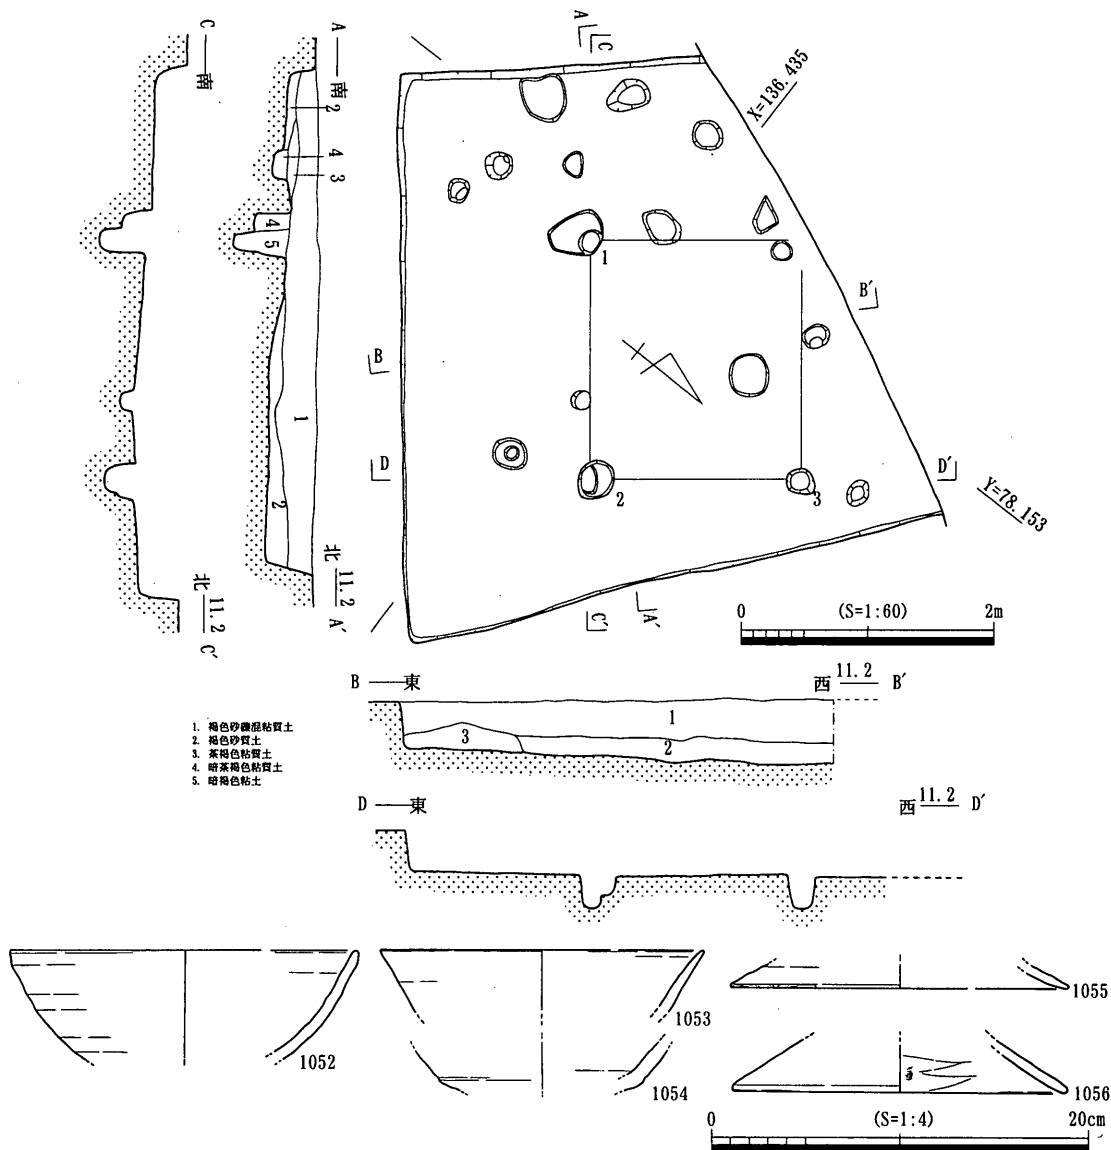 C
南
A
南
2
4
3
4
5
1
2
北 11.2 C′
北 11.2 A′
A
C
X=136.435
1
B′
B
D
D′
2
3
Y=78.153
C′
A′
0 (S=1:60) 2m
B 東
西 11.2 B′
1
3
2
1. 褐色砂礫混粘質土
2. 褐色砂質土
3. 茶褐色粘質土
4. 暗茶褐色粘質土
5. 暗褐色粘土
D 東
西 11.2 D′
1052
1053
1054
1055
1056
0 (S=1:4) 20cm